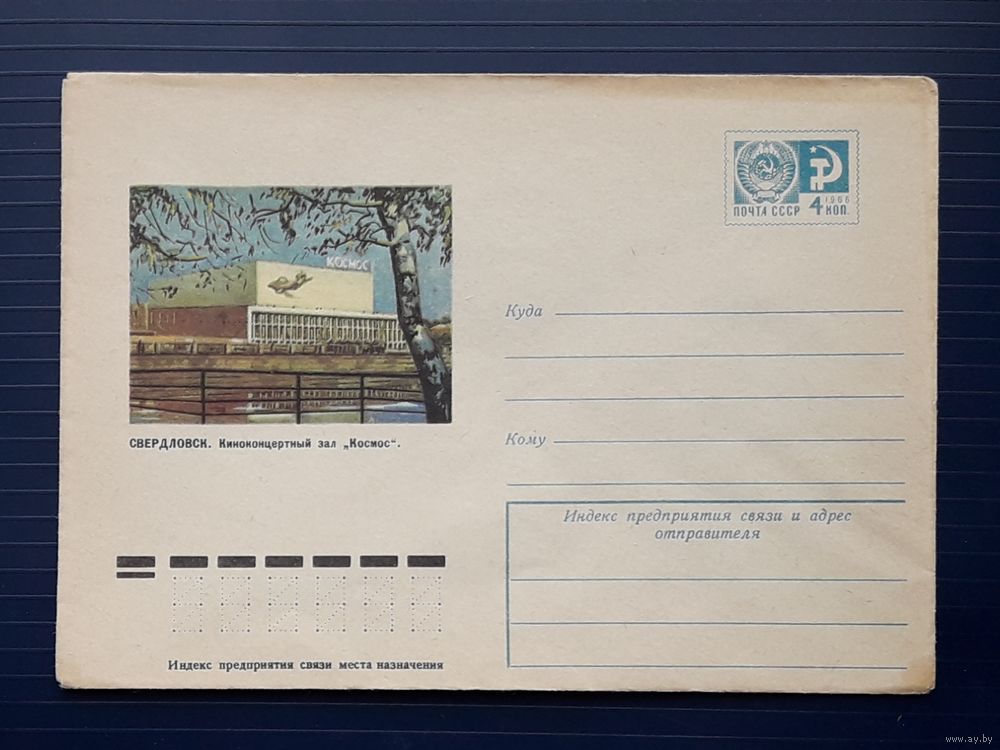 ПОЧТА СССР 4 1966 КОП.
КОСМОС
СВЕРДЛОВСК. Киноконцертный зал „Космос“.
Куда
Кому
Индекс предприятия связи и адрес
отправителя
Индекс предприятия связи места назначения
www.ay.by